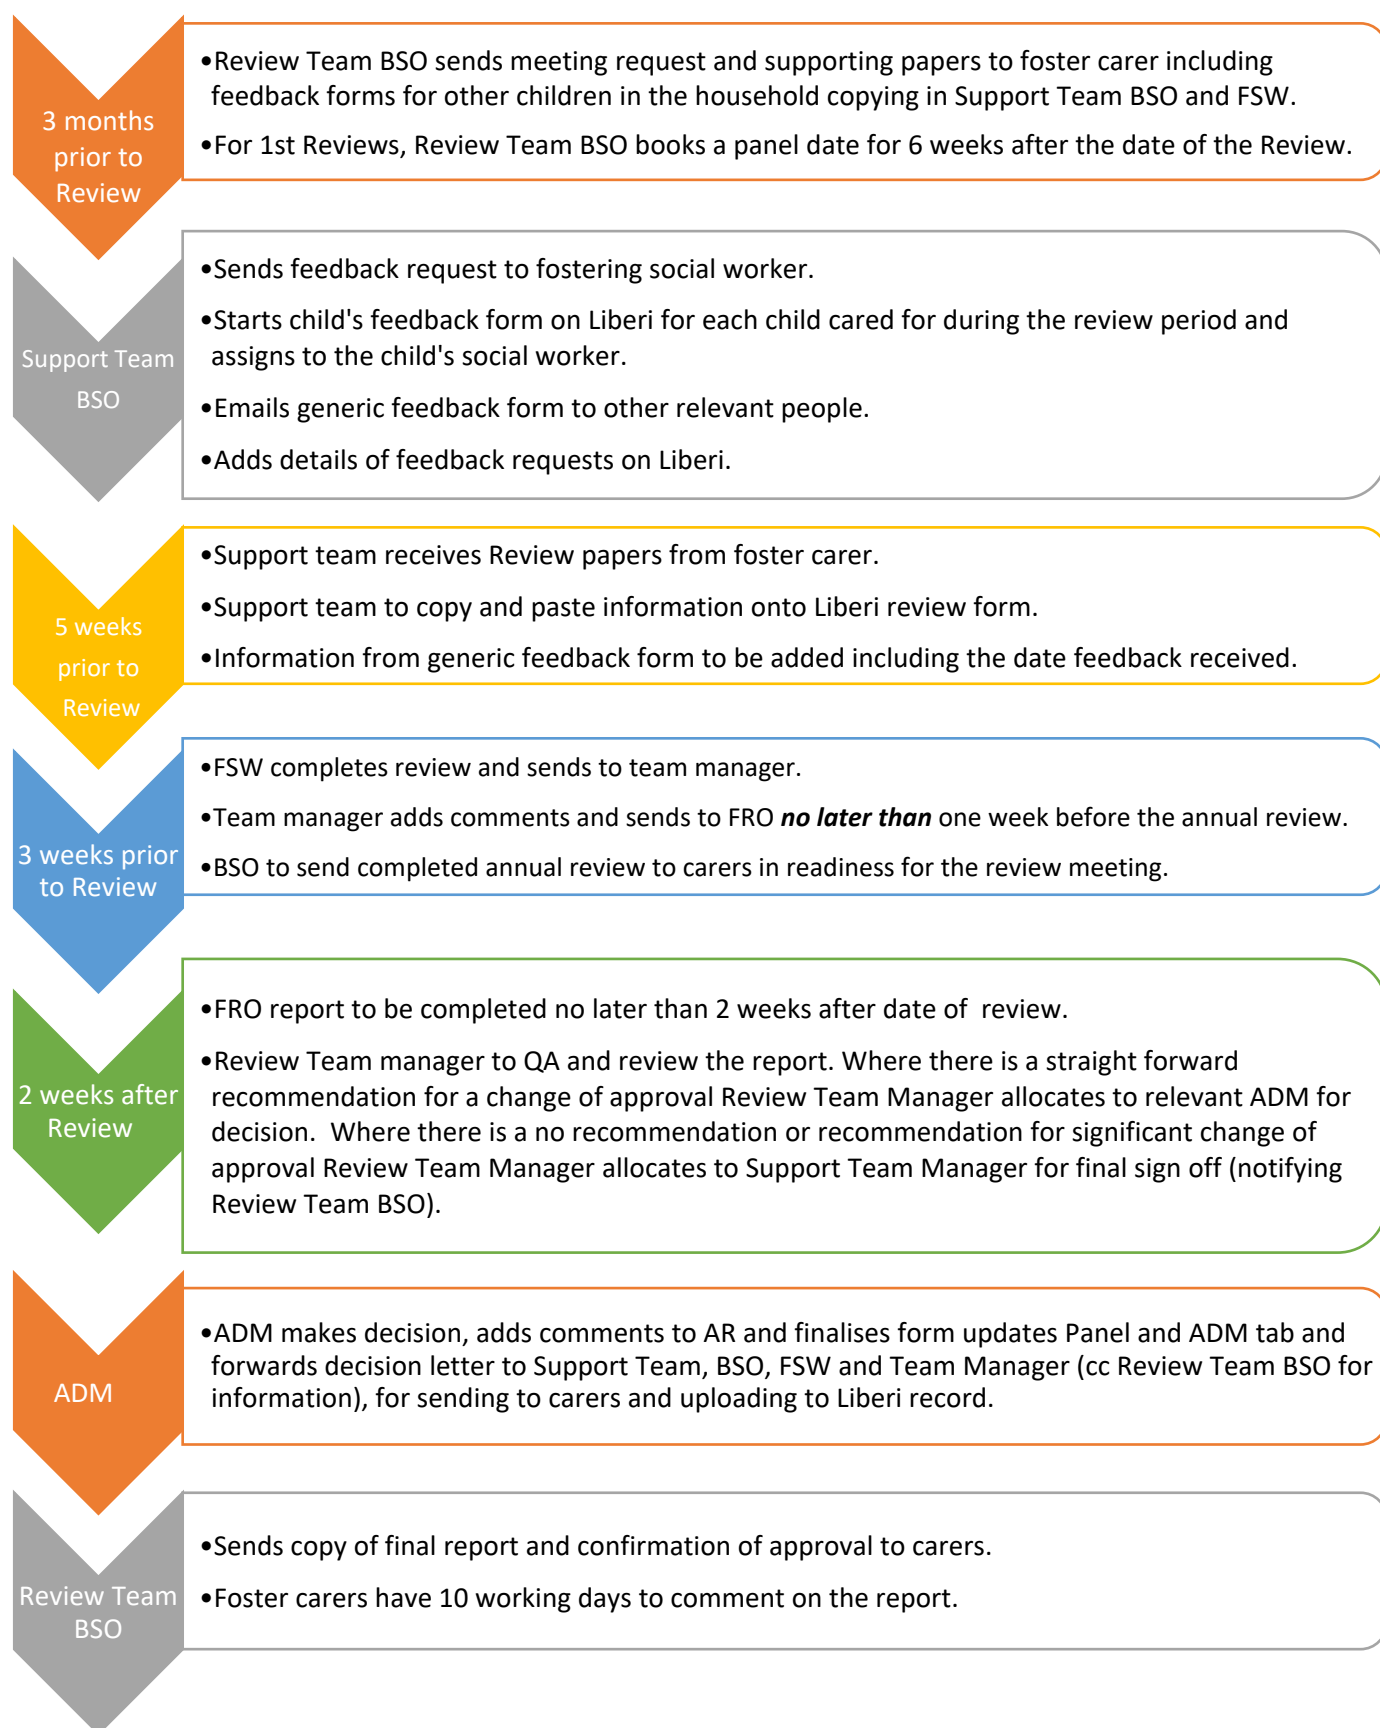 3 months
prior to
Review
•Review Team BSO sends meeting request and supporting papers to foster carer including
feedback forms for other children in the household copying in Support Team BSO and FSW.
•For 1st Reviews, Review Team BSO books a panel date for 6 weeks after the date of the Review.
Support Team
BSO
•Sends feedback request to fostering social worker.
•Starts child's feedback form on Liberi for each child cared for during the review period and
assigns to the child's social worker.
•Emails generic feedback form to other relevant people.
•Adds details of feedback requests on Liberi.
5 weeks
prior to
Review
•Support team receives Review papers from foster carer.
•Support team to copy and paste information onto Liberi review form.
•Information from generic feedback form to be added including the date feedback received.
3 weeks prior
to Review
•FSW completes review and sends to team manager.
•Team manager adds comments and sends to FRO no later than one week before the annual review.
•BSO to send completed annual review to carers in readiness for the review meeting.
2 weeks after
Review
•FRO report to be completed no later than 2 weeks after date of  review.
•Review Team manager to QA and review the report. Where there is a straight forward
recommendation for a change of approval Review Team Manager allocates to relevant ADM for
decision.  Where there is a no recommendation or recommendation for significant change of
approval Review Team Manager allocates to Support Team Manager for final sign off (notifying
Review Team BSO).
ADM
•ADM makes decision, adds comments to AR and finalises form updates Panel and ADM tab and
forwards decision letter to Support Team, BSO, FSW and Team Manager (cc Review Team BSO for
information), for sending to carers and uploading to Liberi record.
Review Team
BSO
•Sends copy of final report and confirmation of approval to carers.
•Foster carers have 10 working days to comment on the report.